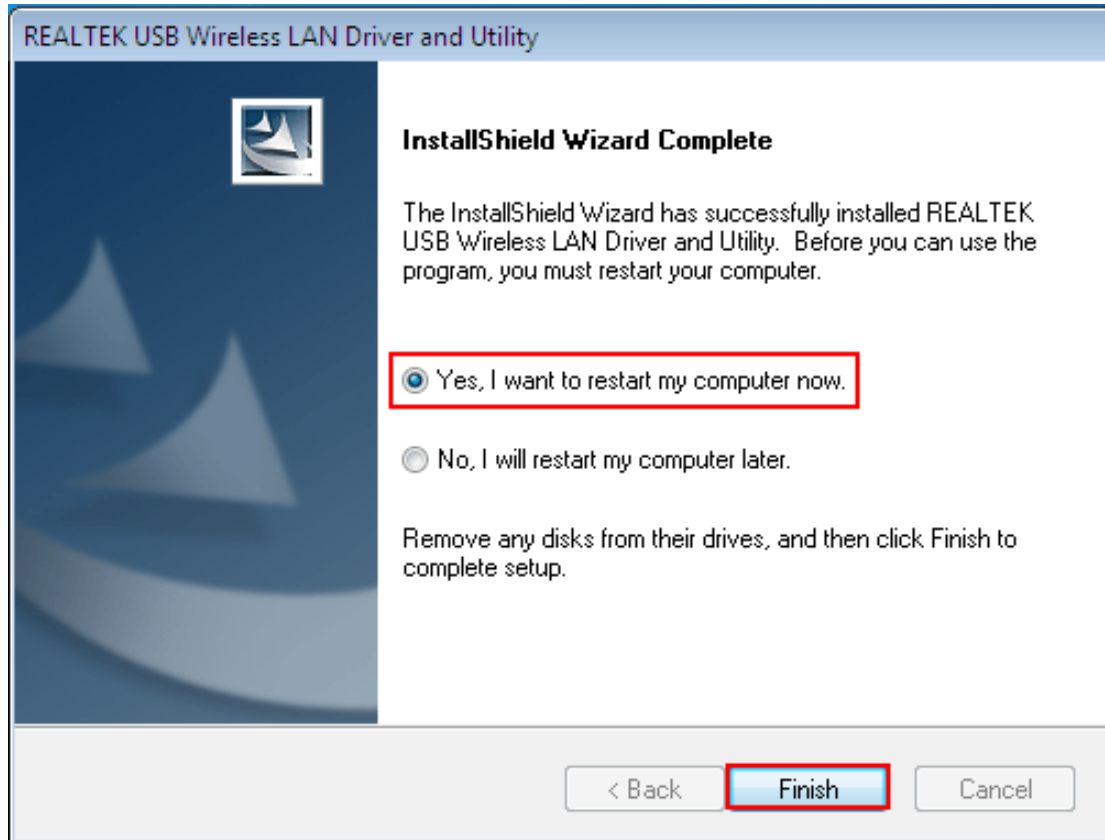 REALTEK USB Wireless LAN Driver and Utility
InstallShield Wizard Complete
The InstallShield Wizard has successfully installed REALTEK
USB Wireless LAN Driver and Utility.  Before you can use the
program, you must restart your computer.
Yes, I want to restart my computer now.
No, I will restart my computer later.
Remove any disks from their drives, and then click Finish to
complete setup.
< Back Finish Cancel